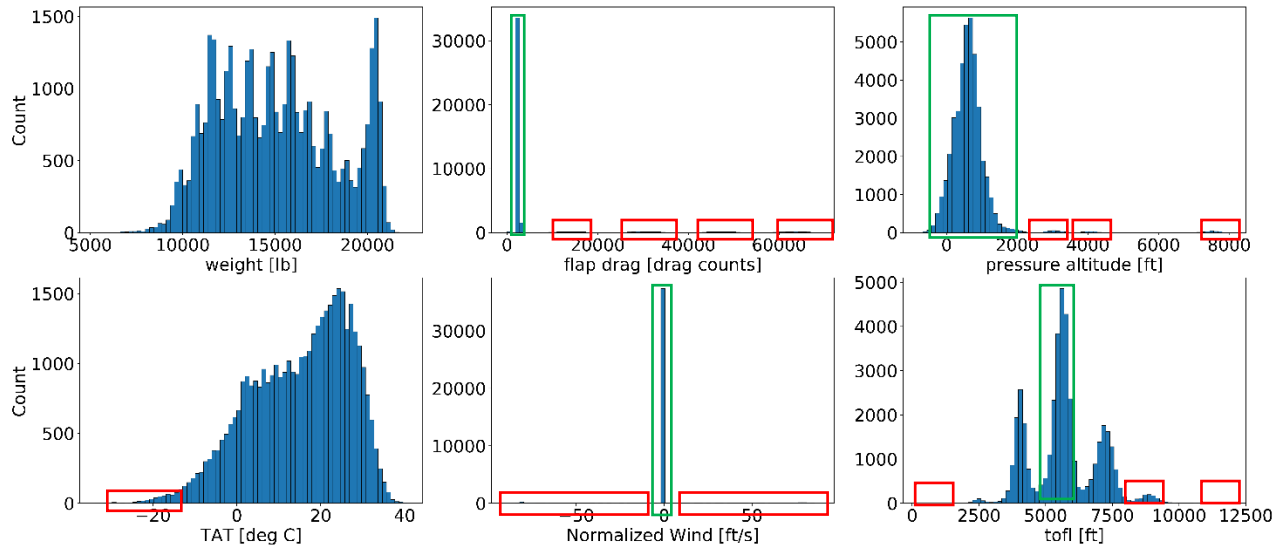 1500
1000
500
0
Count
5000 10000 15000 20000
weight [lb]
30000
20000
10000
0
0 20000 40000 60000
flap drag [drag counts]
5000
4000
3000
2000
1000
0
0 2000 4000 6000 8000
pressure altitude [ft]
1500
1000
500
0
Count
−20 0 20 40
TAT [deg C]
30000
20000
10000
0
−50 0 50
Normalized Wind [ft/s]
5000
4000
3000
2000
1000
0
0 2500 5000 7500 10000 12500
tofl [ft]